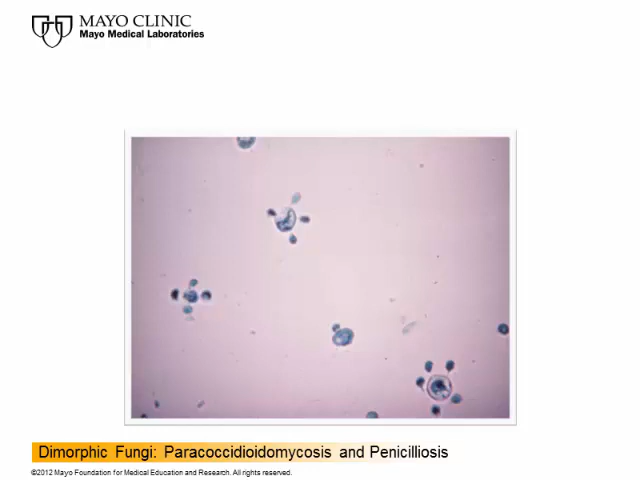 MAYO CLINIC
Mayo Medical Laboratories
Dimorphic Fungi: Paracoccidioidomycosis and Penicilliosis
©2012 Mayo Foundation for Medical Education and Research. All rights reserved.